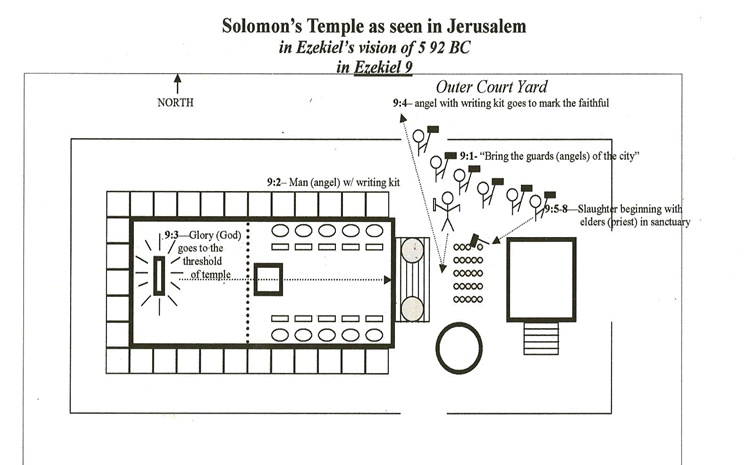 Solomon's Temple as seen in Jerusalem
in Ezekiel's vision of 5 92 BC
in Ezekiel 9
NORTH
Outer Court Yard
9:4– angel with writing kit goes to mark the faithful
9:1- "Bring the guards (angels) of the city"
9:2– Man (angel) w/ writing kit
9:5-8—Slaughter beginning with
elders (priest) in sanctuary
9:3—Glory (God)
goes to the
threshold
of temple